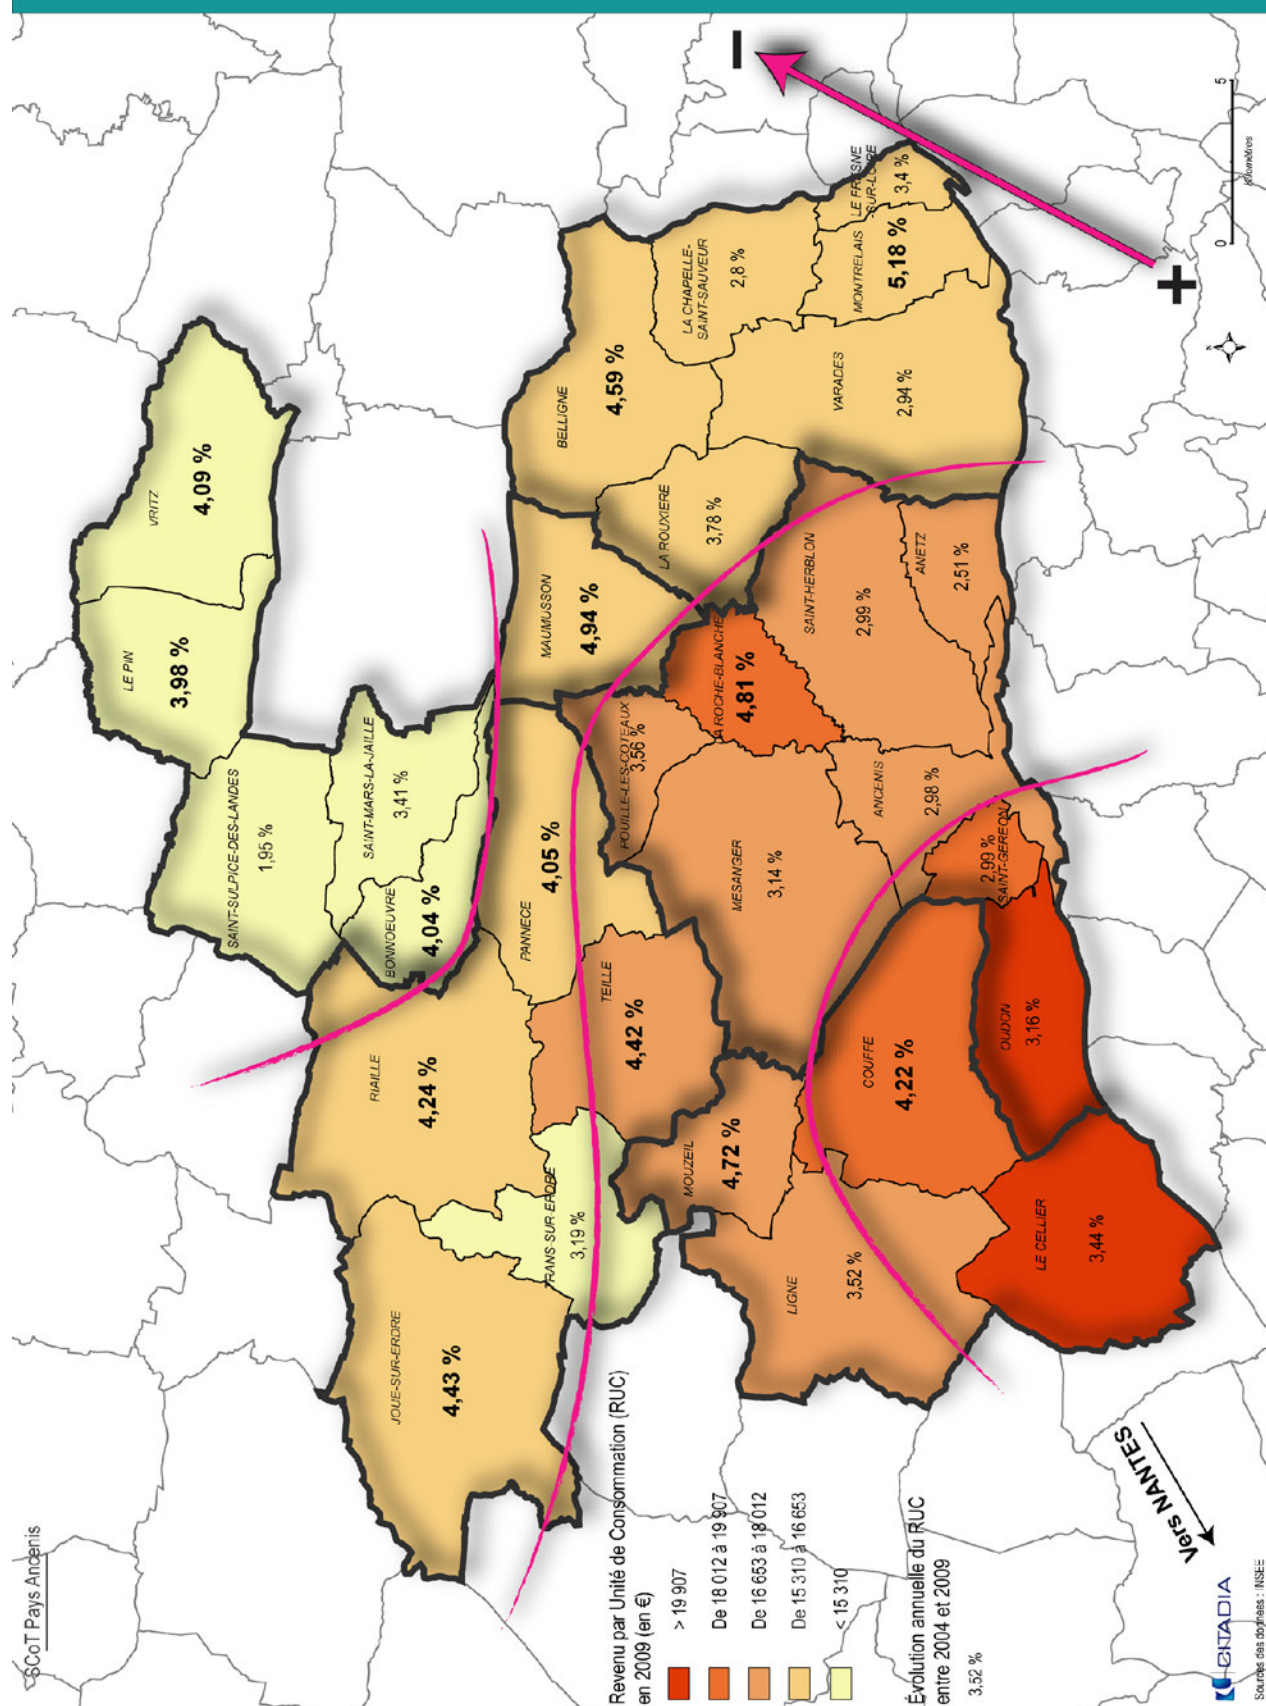 SCoT Pays Ancenis
VRITZ
4,09 %
LE PIN
3,98 %
SAINT-SULPICE-DES-LANDES
1,95 %
SAINT-MARS-LA-JAILLE
3,41 %
BONNOEUVRE
4,04 %
RIAILLE
4,24 %
JOUE-SUR-ERDRE
4,43 %
TRANS-SUR-ERDRE
3,19 %
PANNECE
4,05 %
TEILLE
4,42 %
MAUMUSSON
4,94 %
BELLIGNE
4,59 %
LA ROUXIERE
3,78 %
LA CHAPELLE-
SAINT-SAUVEUR
2,8 %
MONTRELAIS
5,18 %
LE FRESNE
SUR-LOIRE
3,4 %
VARADES
2,94 %
POUILLE-LES-COTEAUX
3,56 %
LA ROCHE-BLANCHE
4,81 %
SAINT-HERBLON
2,99 %
ANETZ
2,51 %
MESANGER
3,14 %
ANCENIS
2,98 %
2,99 %
SAINT-GEREON
MOUZEIL
4,72 %
LIGNE
3,52 %
COUFFE
4,22 %
OUDON
3,16 %
LE CELLIER
3,44 %
-
+
N
0 5
Kilomètres
Revenu par Unité de Consommation (RUC)
en 2009 (en €)
> 19 907
De 18 012 à 19 907
De 16 653 à 18 012
De 15 310 à 16 653
< 15 310
Évolution annuelle du RUC
entre 2004 et 2009
3,52 %
Vers NANTES
CITADIA
Sources des données : INSEE